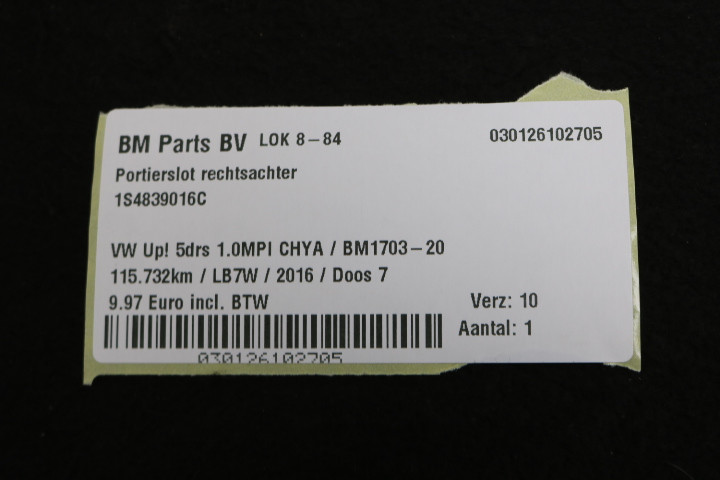 BM Parts BV LOK 8-84 030126102705
Portierslot rechtsachter
1S4839016C
VW Up! 5drs 1.0MPI CHYA / BM1703-20
115.732km / LB7W / 2016 / Doos 7
9.97 Euro incl. BTW Verz: 10
Aantal: 1
030126102705